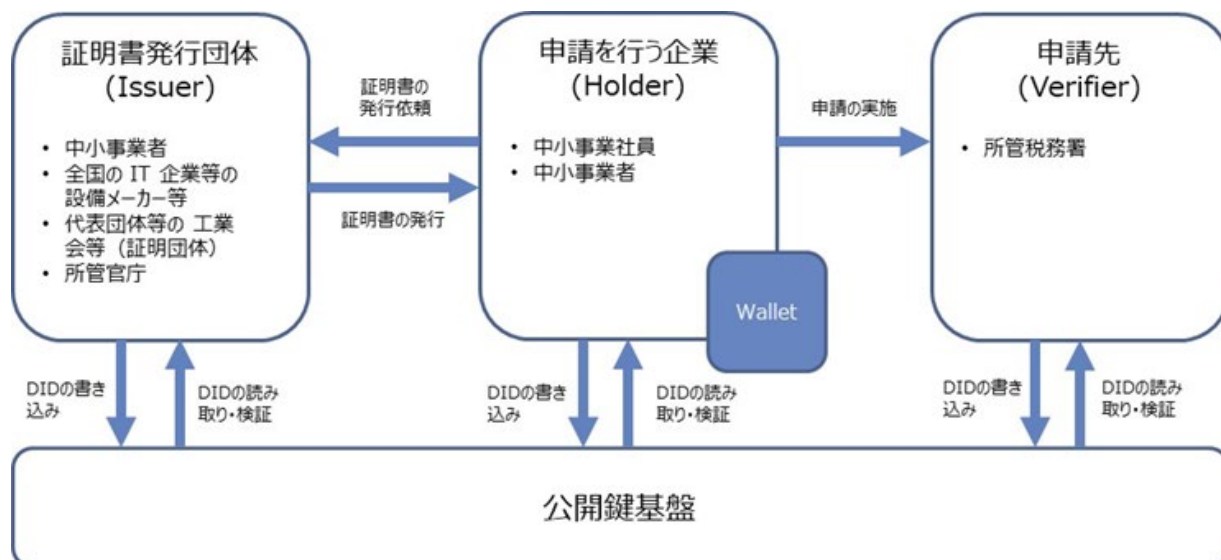 証明書発行団体
(Issuer)
• 中小事業者
• 全国の IT 企業等の
設備メーカー等
• 代表団体等の 工業
会等 (証明団体)
• 所管官庁
証明書の
発行依頼
証明書の発行
申請を行う企業
(Holder)
• 中小事業社員
• 中小事業者
Wallet
申請の実施
申請先
(Verifier)
• 所管税務署
DIDの書き
込み
DIDの読み
取り・検証
DIDの書き
込み
DIDの読み
取り・検証
DIDの書き
込み
DIDの読み
取り・検証
公開鍵基盤